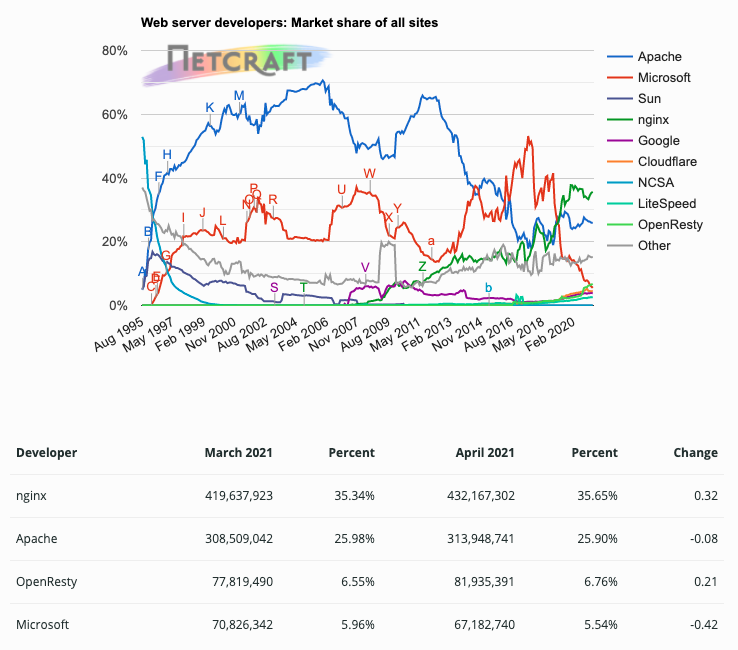 Web server developers: Market share of all sites
NETCRAFT
80%
60%
40%
20%
0%
A
B
C
F
G
H
I
J
K
L
M
R
S
T
U
V
W
X
Y
Z
a
b
Aug 1995
May 1997
Feb 1999
Nov 2000
Aug 2002
May 2004
Feb 2006
Nov 2007
Aug 2009
May 2011
Feb 2013
Nov 2014
Aug 2016
May 2018
Feb 2020
Apache
Microsoft
Sun
nginx
Google
Cloudflare
NCSA
LiteSpeed
OpenResty
Other
Developer March 2021 Percent April 2021 Percent Change
nginx 419,637,923 35.34% 432,167,302 35.65% 0.32
Apache 308,509,042 25.98% 313,948,741 25.90% -0.08
OpenResty 77,819,490 6.55% 81,935,391 6.76% 0.21
Microsoft 70,826,342 5.96% 67,182,740 5.54% -0.42